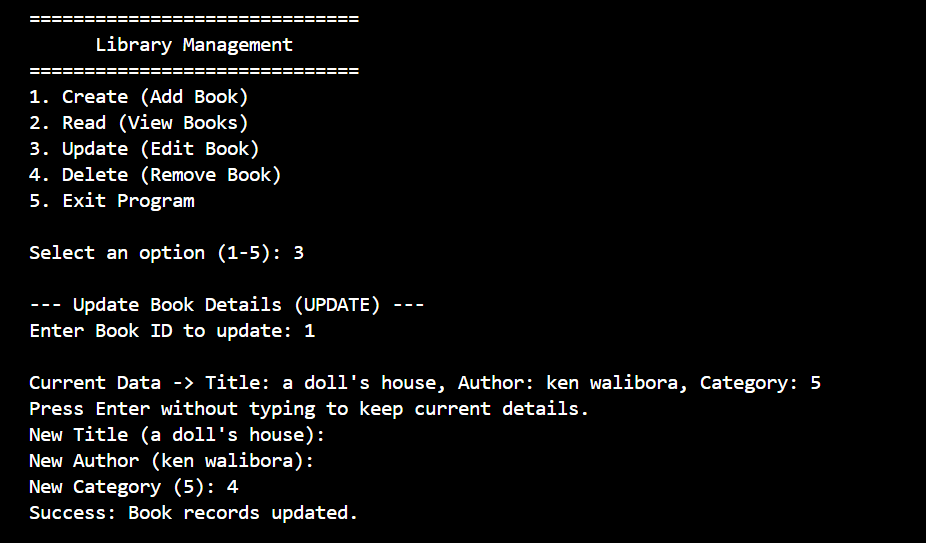 ==============================
Library Management
==============================
1. Create (Add Book)
2. Read (View Books)
3. Update (Edit Book)
4. Delete (Remove Book)
5. Exit Program
Select an option (1-5): 3
--- Update Book Details (UPDATE) ---
Enter Book ID to update: 1
Current Data -> Title: a doll's house, Author: ken walibora, Category: 5
Press Enter without typing to keep current details.
New Title (a doll's house):
New Author (ken walibora):
New Category (5): 4
Success: Book records updated.